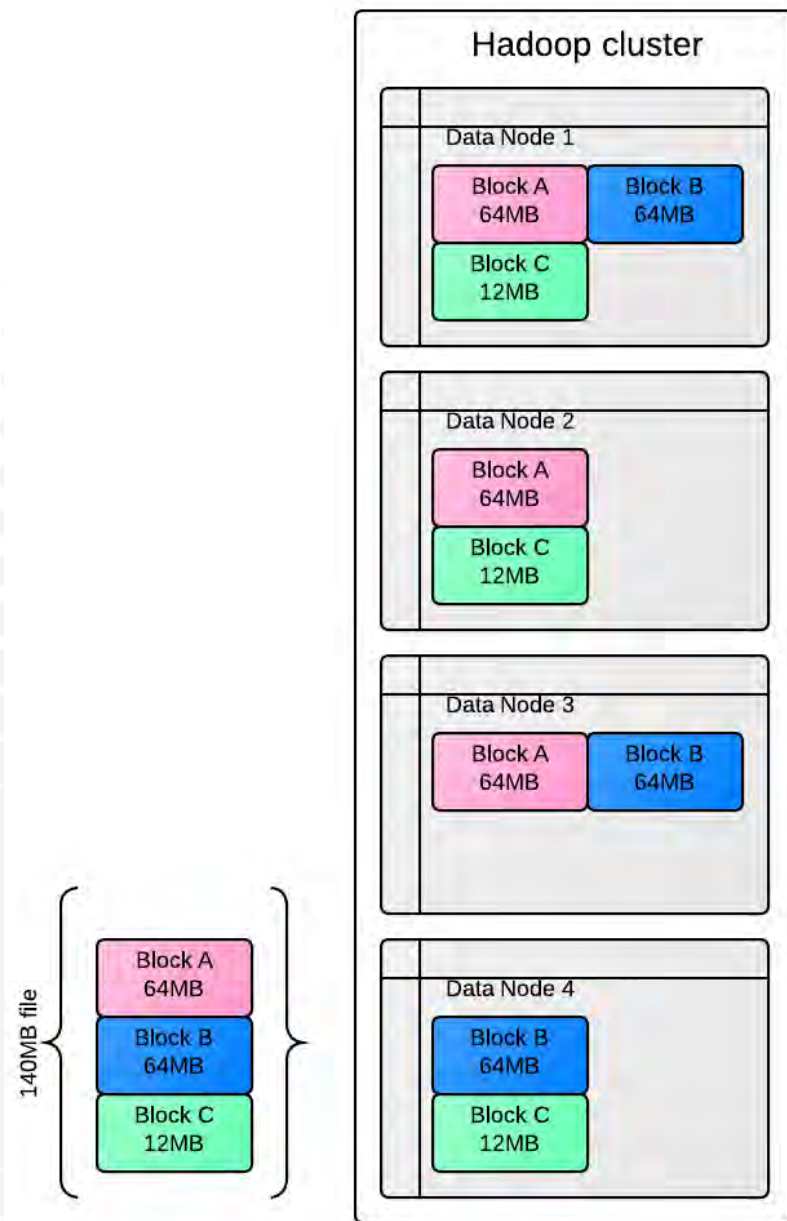 Hadoop cluster
Data Node 1
Block A
64MB
Block B
64MB
Block C
12MB
Data Node 2
Block A
64MB
Block C
12MB
Data Node 3
Block A
64MB
Block B
64MB
140MB file
Block A
64MB
Block B
64MB
Block C
12MB
Data Node 4
Block B
64MB
Block C
12MB